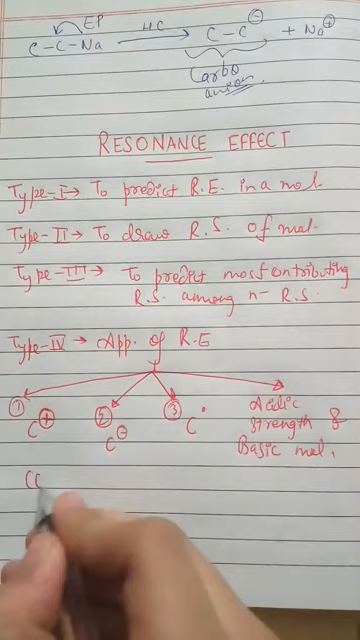 EP
C-C-Na HC C-C⊖ + Na⊕
Carbo
anion
RESONANCE EFFECT
Type-I → To predict R.E. in a mol.
Type-II → To draw R.S. of mol.
Type-III → To predict most contributing
R.S. among n- R.S.
Type-IV → App. of R.E
① C⊕
② C⊖
③ C•
Acidic
strength &
Basic mol.
(C